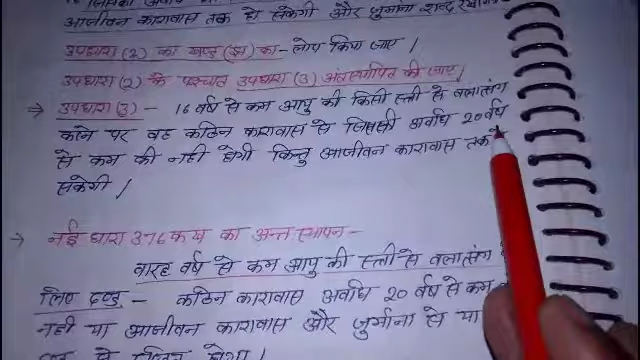 आजीवन कारावास तक हो सकेगी और जुर्माना शब्द
उपधारा (2) का खण्ड (झ) का - लोप किया जाए।
उपधारा (2) के पश्चात उपधारा (3) अंतःस्थापित की जाए।
→ उपधारा (3) - 16 वर्ष से कम आयु की किसी स्त्री से बलात्संग
करने पर वह कठिन कारावास से जिसकी अवधि 20 वर्ष
से कम की नही होगी किन्तु आजीवन कारावास तक
सकेगी।
→ नई धारा 376 क ख का अन्त स्थापन -
बारह वर्ष से कम आयु की स्त्री से बलात्संग
लिए दण्ड - कठिन कारावास अवधि 20 वर्ष से कम
नही या आजीवन कारावास और जुर्माना से या